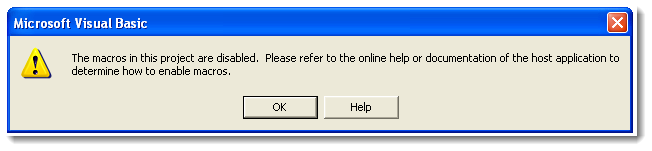 Microsoft Visual Basic
The macros in this project are disabled.  Please refer to the online help or documentation of the host application to
determine how to enable macros.
OK
Help